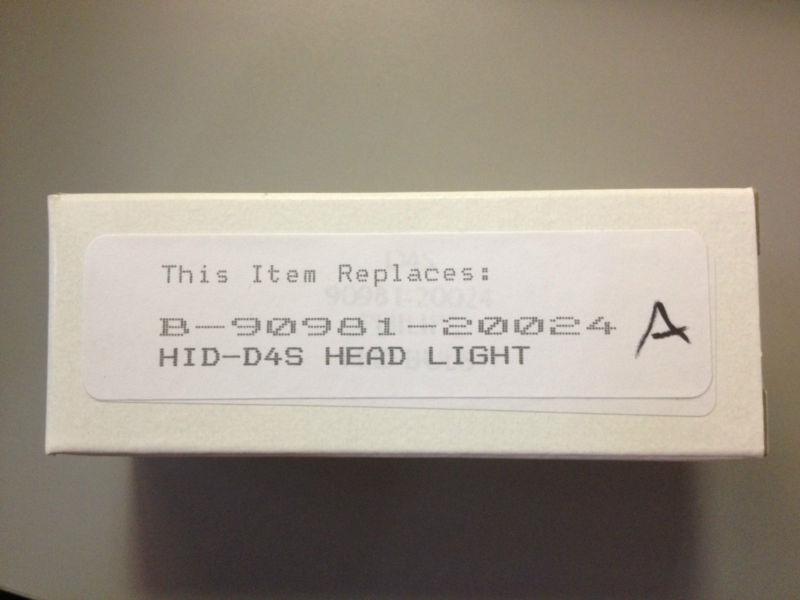 This Item Replaces:
B-90981-20024 A
HID-D4S HEAD LIGHT